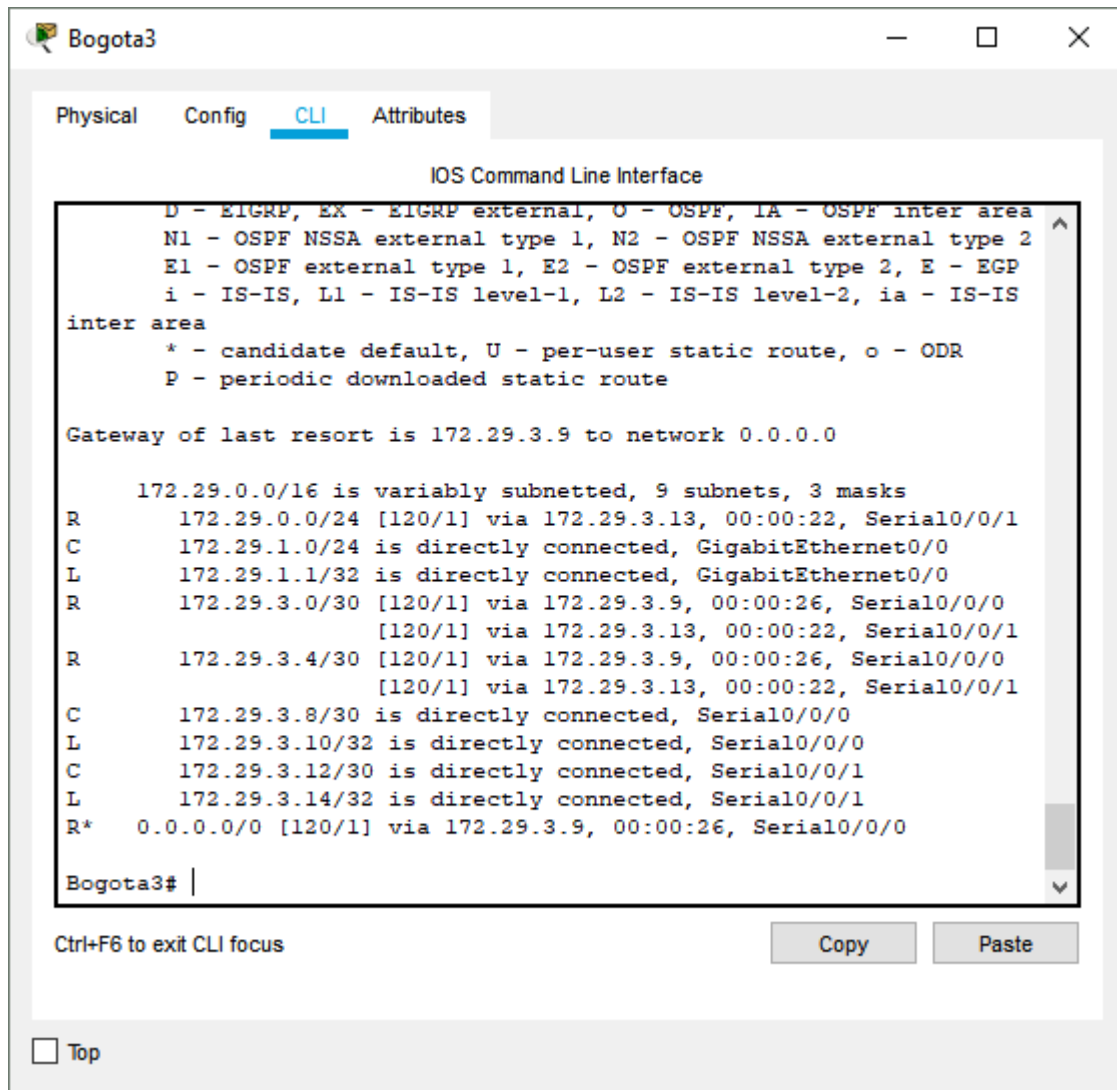 Bogota3
Physical Config CLI Attributes
IOS Command Line Interface
D - EIGRP, EX - EIGRP external, O - OSPF, IA - OSPF inter area
N1 - OSPF NSSA external type 1, N2 - OSPF NSSA external type 2
E1 - OSPF external type 1, E2 - OSPF external type 2, E - EGP
i - IS-IS, L1 - IS-IS level-1, L2 - IS-IS level-2, ia - IS-IS
inter area
* - candidate default, U - per-user static route, o - ODR
P - periodic downloaded static route
Gateway of last resort is 172.29.3.9 to network 0.0.0.0
172.29.0.0/16 is variably subnetted, 9 subnets, 3 masks
R 172.29.0.0/24 [120/1] via 172.29.3.13, 00:00:22, Serial0/0/1
C 172.29.1.0/24 is directly connected, GigabitEthernet0/0
L 172.29.1.1/32 is directly connected, GigabitEthernet0/0
R 172.29.3.0/30 [120/1] via 172.29.3.9, 00:00:26, Serial0/0/0
[120/1] via 172.29.3.13, 00:00:22, Serial0/0/1
R 172.29.3.4/30 [120/1] via 172.29.3.9, 00:00:26, Serial0/0/0
[120/1] via 172.29.3.13, 00:00:22, Serial0/0/1
C 172.29.3.8/30 is directly connected, Serial0/0/0
L 172.29.3.10/32 is directly connected, Serial0/0/0
C 172.29.3.12/30 is directly connected, Serial0/0/1
L 172.29.3.14/32 is directly connected, Serial0/0/1
R* 0.0.0.0/0 [120/1] via 172.29.3.9, 00:00:26, Serial0/0/0
Bogota3#
Ctrl+F6 to exit CLI focus Copy Paste
Top